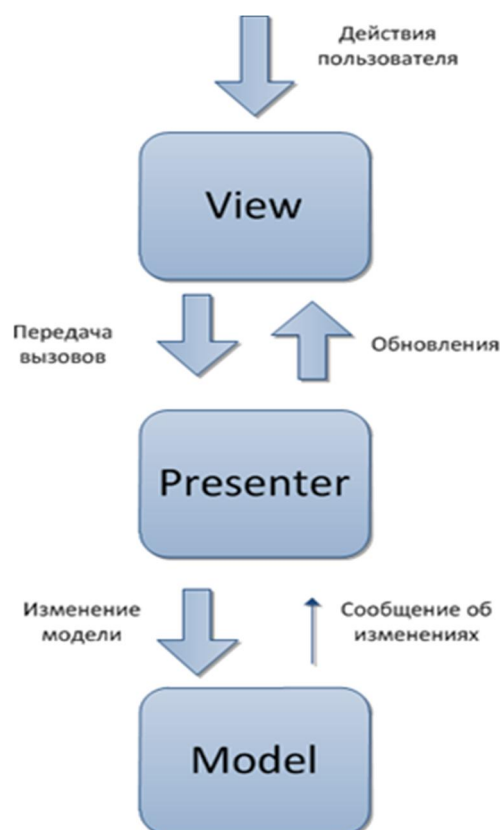 Действия
пользователя
View
Передача
вызовов
Обновления
Presenter
Изменение
модели
Сообщение об
изменениях
Model